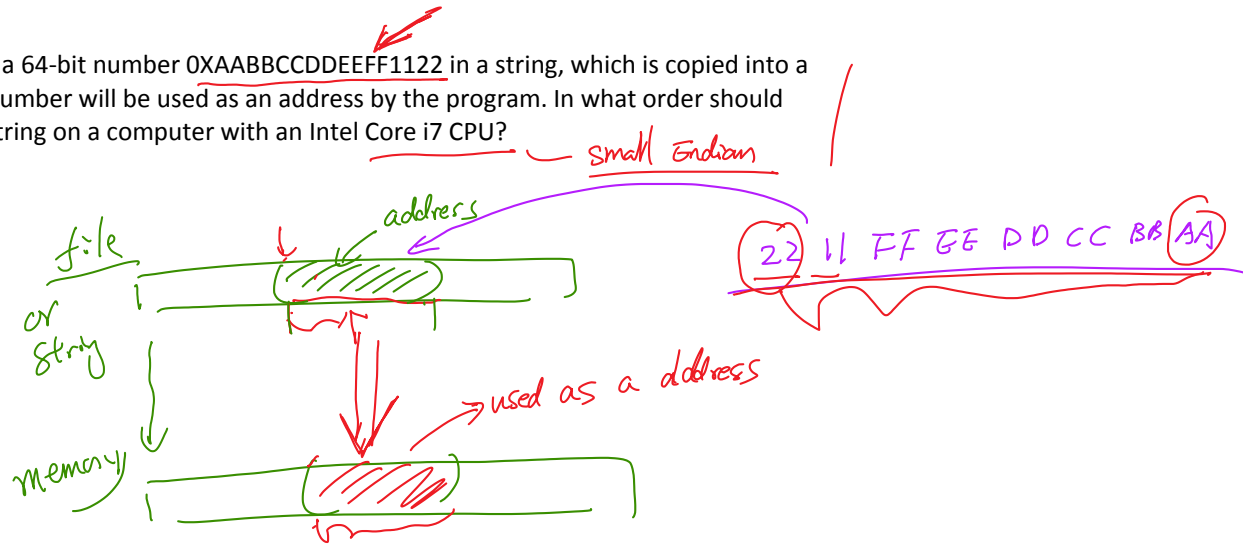 a 64-bit number 0XAABBCCDDEEFF1122 in a string, which is copied into a
umber will be used as an address by the program. In what order should
tring on a computer with an Intel Core i7 CPU?
small Endian
address
22 11 FF EE DD CC BB AA
file
or
string
used as a address
memory